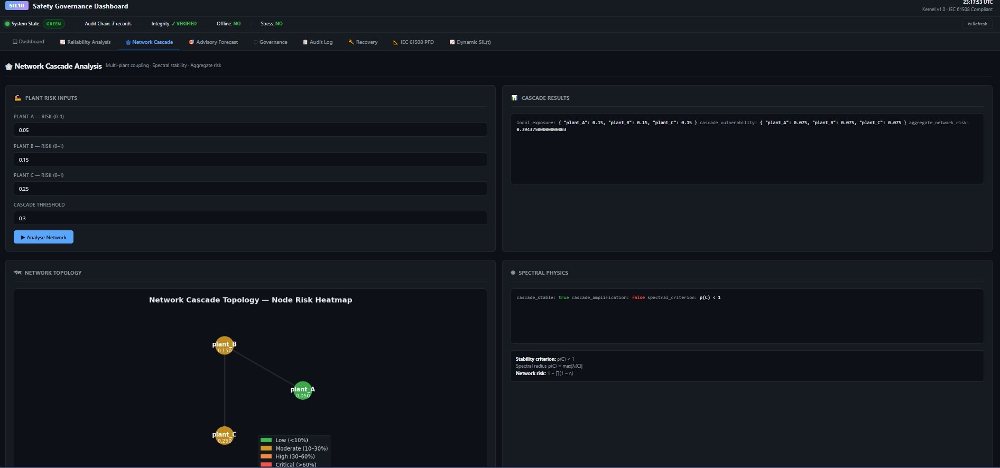 SIL10 Safety Governance Dashboard
23:17:53 UTC
Kernel v1.0 · IEC 61508 Compliant
System State: GREEN Audit Chain: 7 records Integrity: ✓ VERIFIED Offline: NO Stress: NO
↻ Refresh
Dashboard Reliability Analysis Network Cascade Advisory Forecast Governance Audit Log Recovery IEC 61508 PFD Dynamic SIL(t)
Network Cascade Analysis Multi-plant coupling · Spectral stability · Aggregate risk
PLANT RISK INPUTS
PLANT A — RISK (0–1)
0.05
PLANT B — RISK (0–1)
0.15
PLANT C — RISK (0–1)
0.25
CASCADE THRESHOLD
0.3
▶ Analyse Network
CASCADE RESULTS
local_exposure: { "plant_A": 0.15, "plant_B": 0.15, "plant_C": 0.15 } cascade_vulnerability: { "plant_A": 0.075, "plant_B": 0.075, "plant_C": 0.075 } aggregate_network_risk:
0.39437500000000003
NETWORK TOPOLOGY
Network Cascade Topology — Node Risk Heatmap
plant_B
0.150
plant_A
0.050
plant_C
0.250
Low (<10%)
Moderate (10–30%)
High (30–60%)
Critical (>60%)
SPECTRAL PHYSICS
cascade_stable: true cascade_amplification: false spectral_criterion: ρ(C) < 1
Stability criterion: ρ(C) < 1
Spectral radius ρ(C) = max|λᵢ(C)|
Network risk: 1 − ∏(1 − rᵢ)